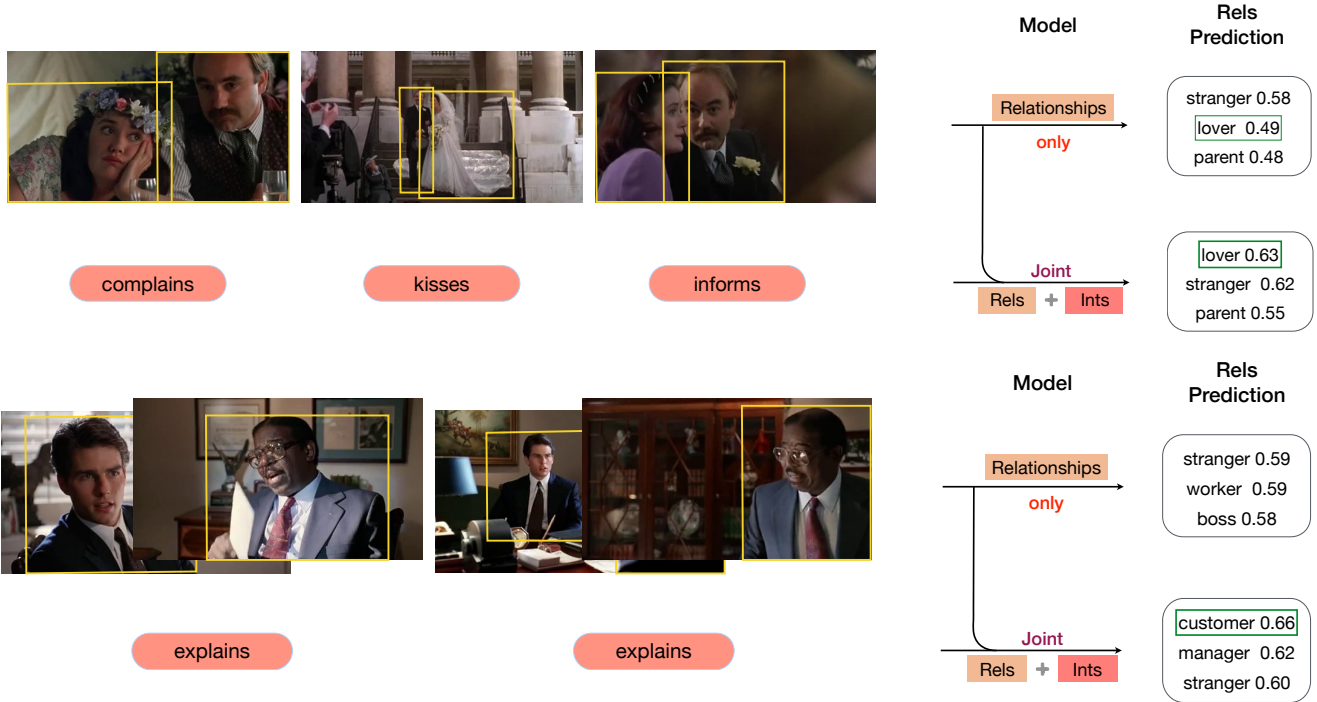 Model
Rels
Prediction
Relationships
only
stranger 0.58
lover 0.49
parent 0.48
complains
kisses
informs
Joint
Rels + Ints
lover 0.63
stranger 0.62
parent 0.55
Model
Rels
Prediction
Relationships
only
stranger 0.59
worker 0.59
boss 0.58
explains
explains
Joint
Rels + Ints
customer 0.66
manager 0.62
stranger 0.60